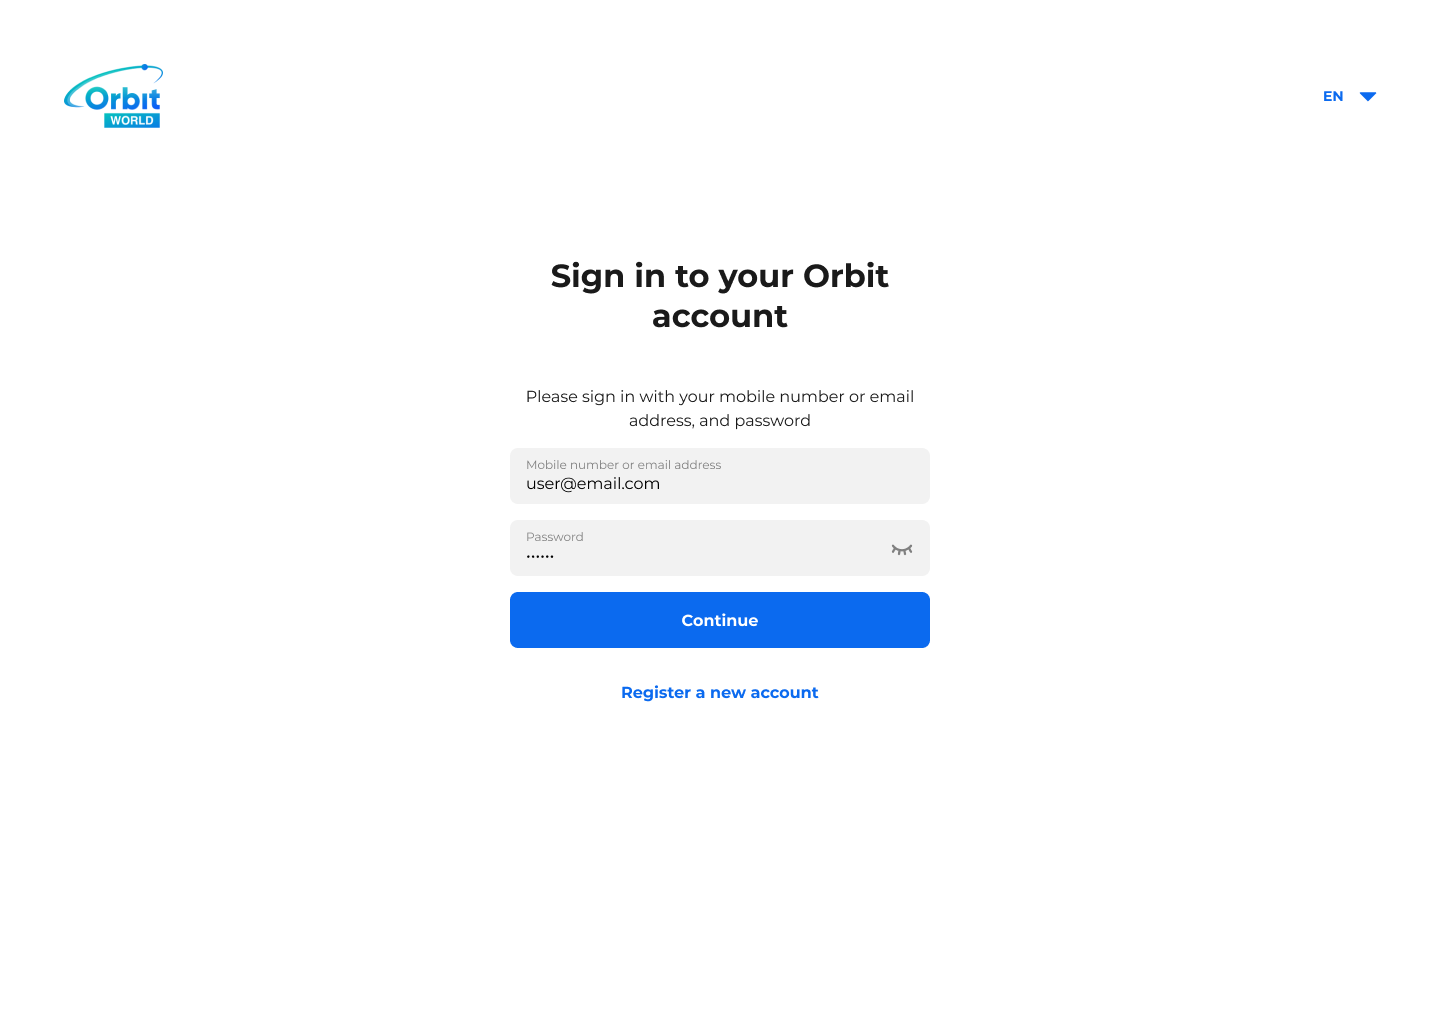 Orbit
WORLD
EN
Sign in to your Orbit
account
Please sign in with your mobile number or email
address, and password
Mobile number or email address
user@email.com
Password
••••••
Continue
Register a new account